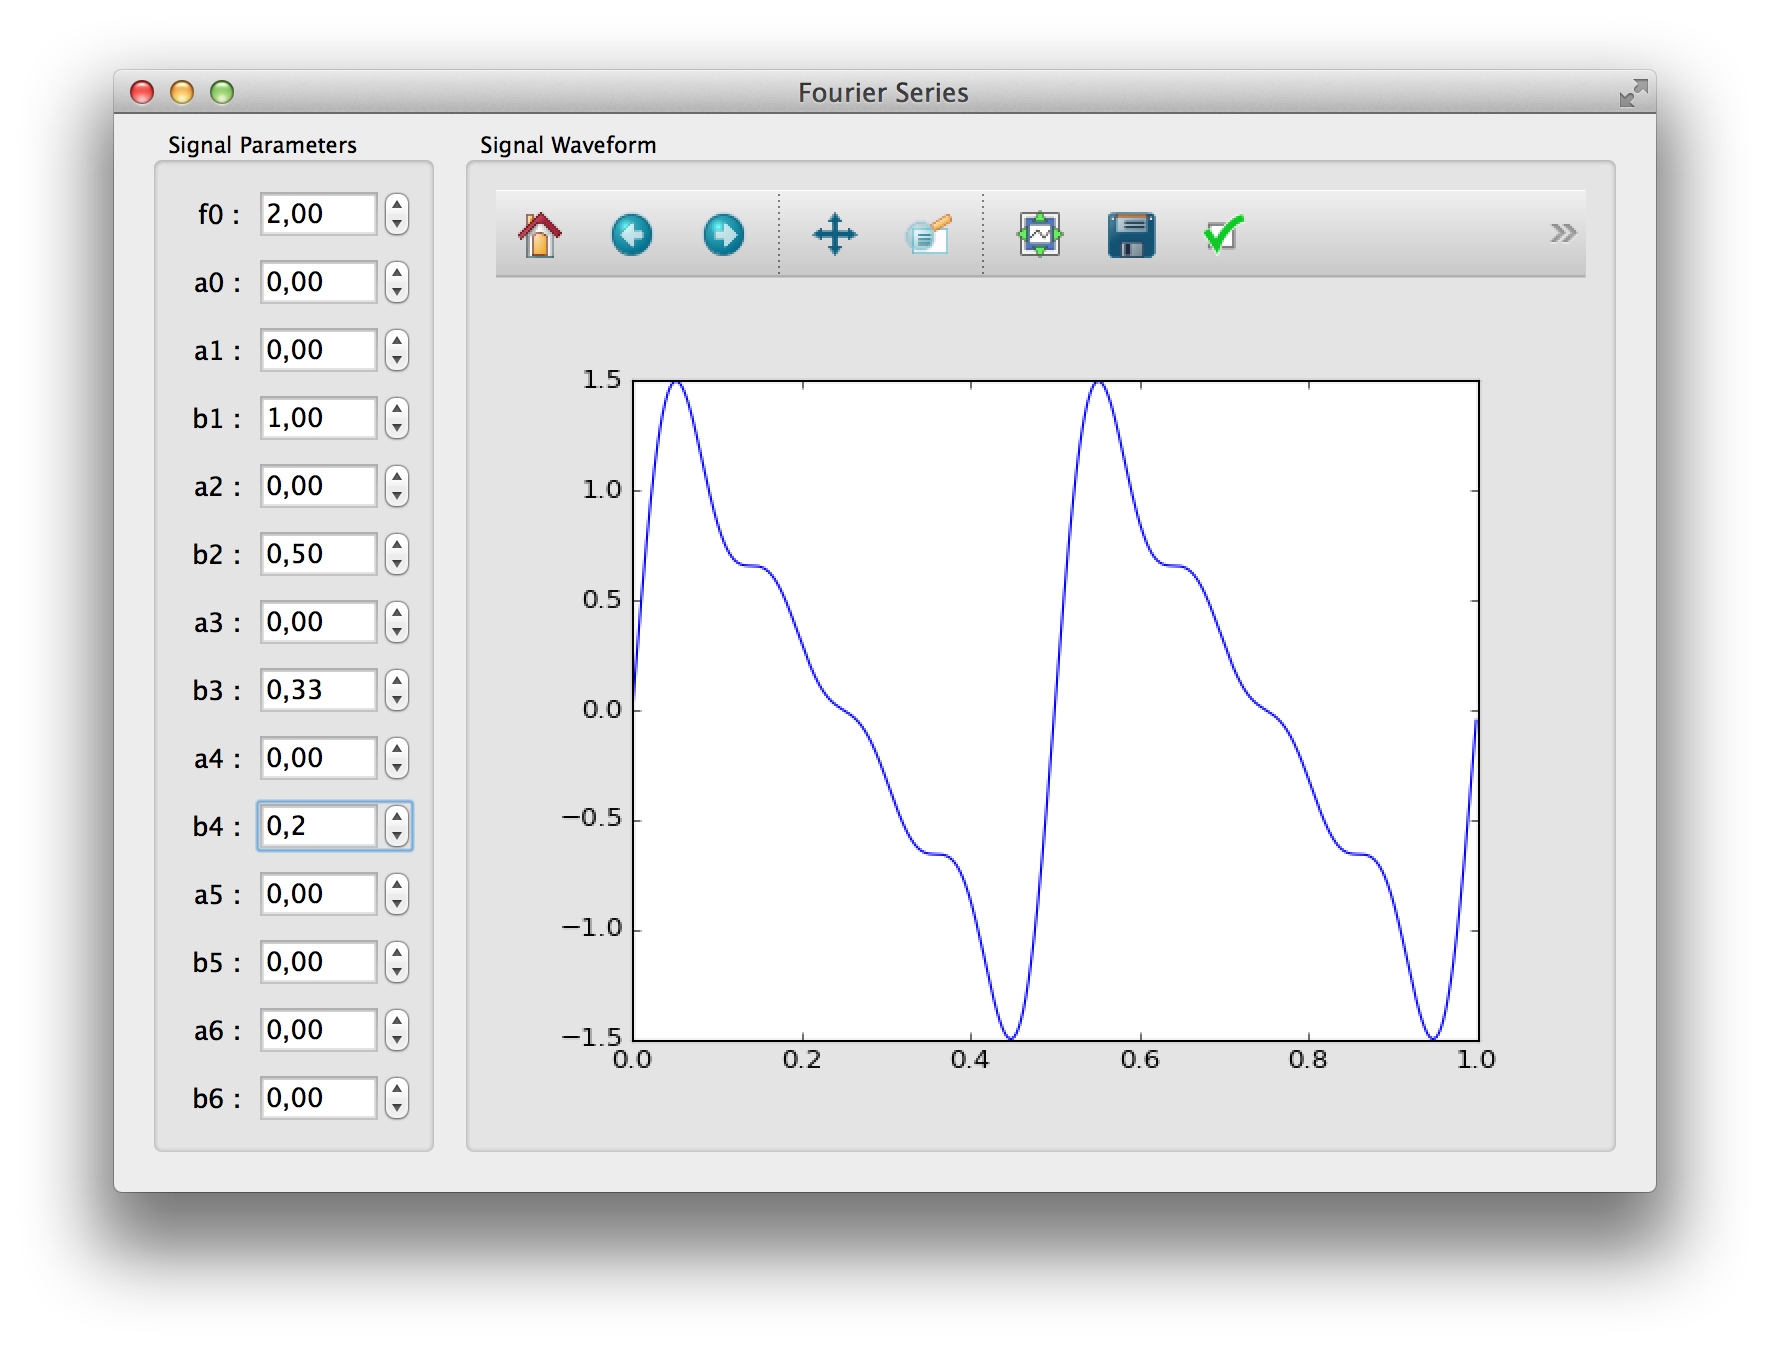 Fourier Series
Signal Parameters
f0 : 2,00
a0 : 0,00
a1 : 0,00
b1 : 1,00
a2 : 0,00
b2 : 0,50
a3 : 0,00
b3 : 0,33
a4 : 0,00
b4 : 0,2
a5 : 0,00
b5 : 0,00
a6 : 0,00
b6 : 0,00
Signal Waveform
1.5
1.0
0.5
0.0
−0.5
−1.0
−1.5
0.0 0.2 0.4 0.6 0.8 1.0